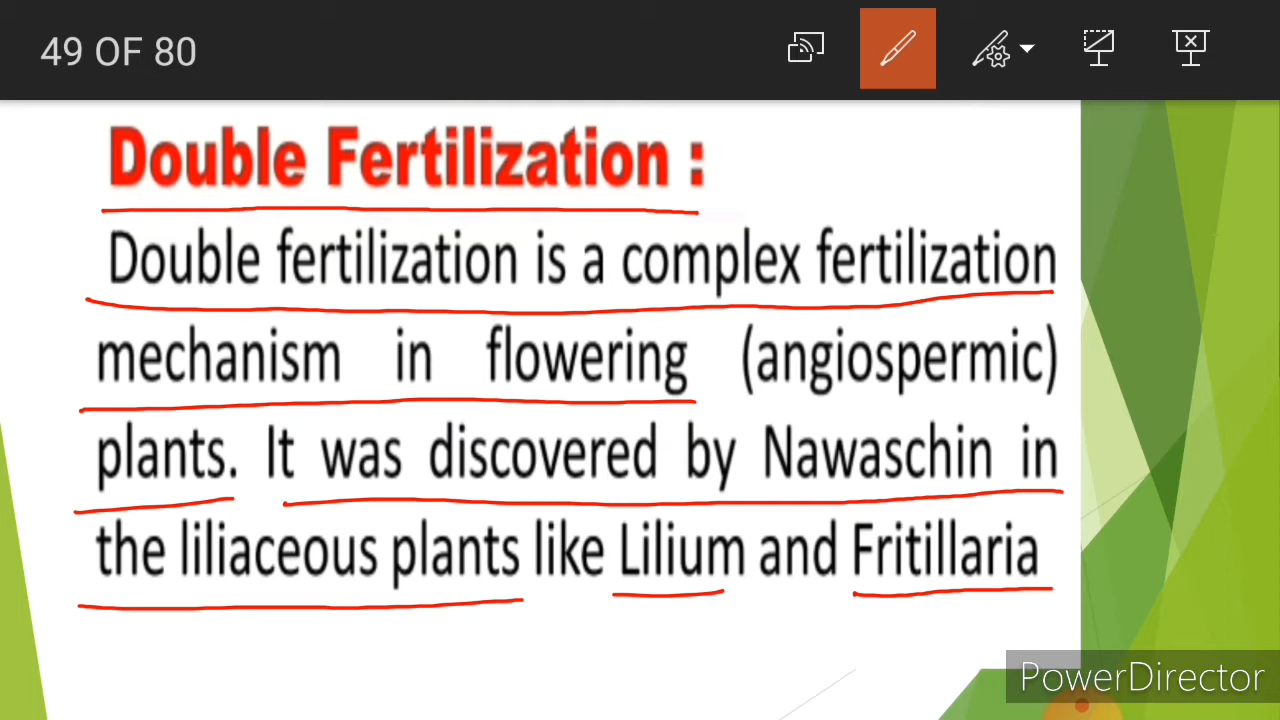 49 OF 80
Double Fertilization :
Double fertilization is a complex fertilization
mechanism in flowering (angiospermic)
plants. It was discovered by Nawaschin in
the liliaceous plants like Lilium and Fritillaria
PowerDirector